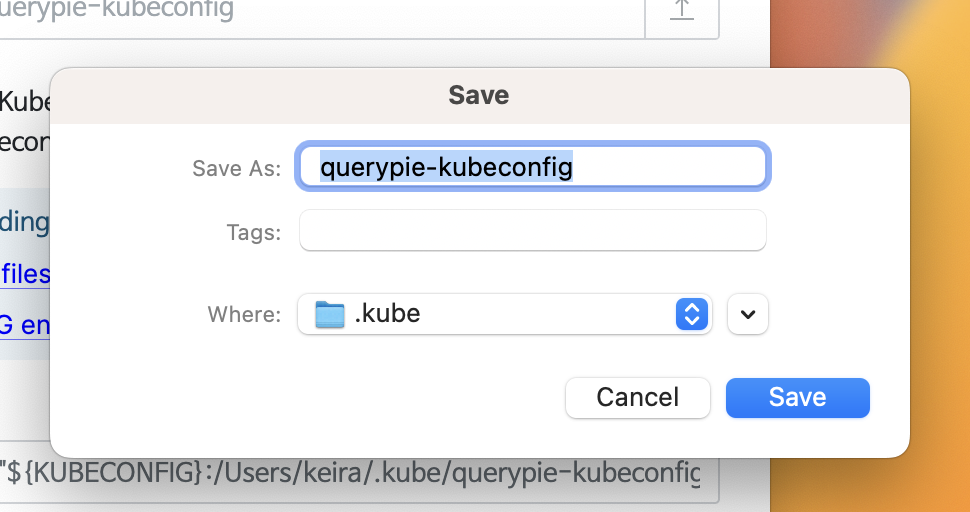 querypie-kubeconfig
Save
Kube
Save As: querypie-kubeconfig
econ
ding
Tags:
files
Where: .kube
G en
Cancel Save
"${KUBECONFIG}:/Users/keira/.kube/querypie-kubeconfig